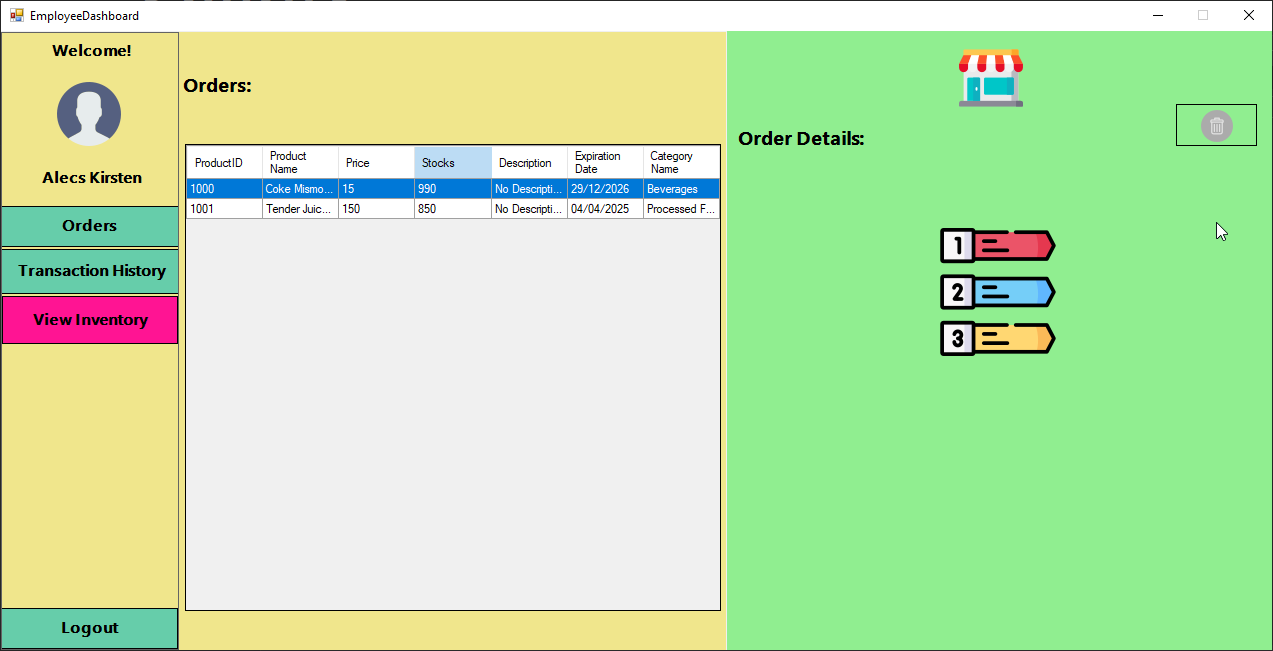 EmployeeDashboard
Welcome!
Alecs Kirsten
Orders
Transaction History
View Inventory
Logout
Orders:
ProductID Product Name Price Stocks Description Expiration Date Category Name
1000 Coke Mismo... 15 990 No Descripti... 29/12/2026 Beverages
1001 Tender Juic... 150 850 No Descripti... 04/04/2025 Processed F...
Order Details:
1
2
3